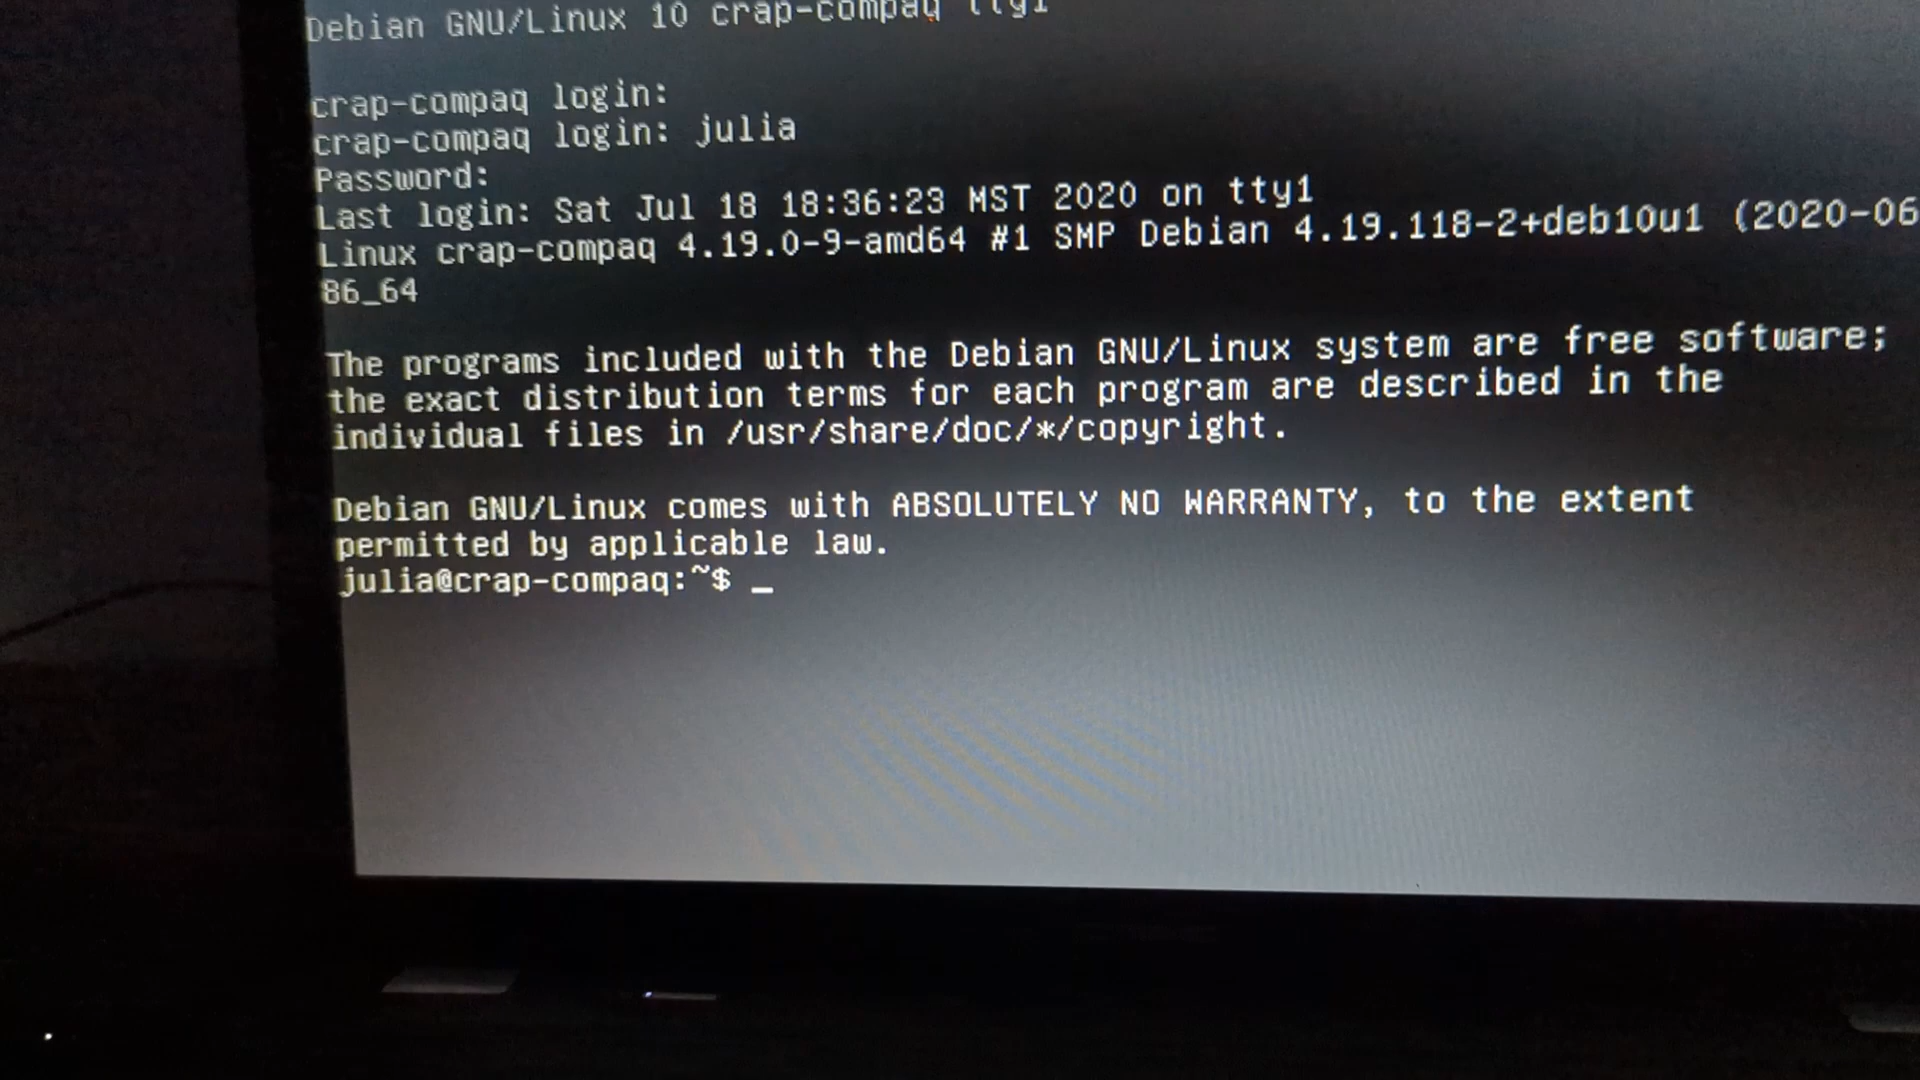 Debian GNU/Linux 10 crap-compaq tty1
crap-compaq login:
crap-compaq login: julia
Password:
Last login: Sat Jul 18 18:36:23 MST 2020 on tty1
Linux crap-compaq 4.19.0-9-amd64 #1 SMP Debian 4.19.118-2+deb10u1 (2020-06
86_64
The programs included with the Debian GNU/Linux system are free software;
the exact distribution terms for each program are described in the
individual files in /usr/share/doc/*/copyright.
Debian GNU/Linux comes with ABSOLUTELY NO WARRANTY, to the extent
permitted by applicable law.
julia@crap-compaq:~$ _